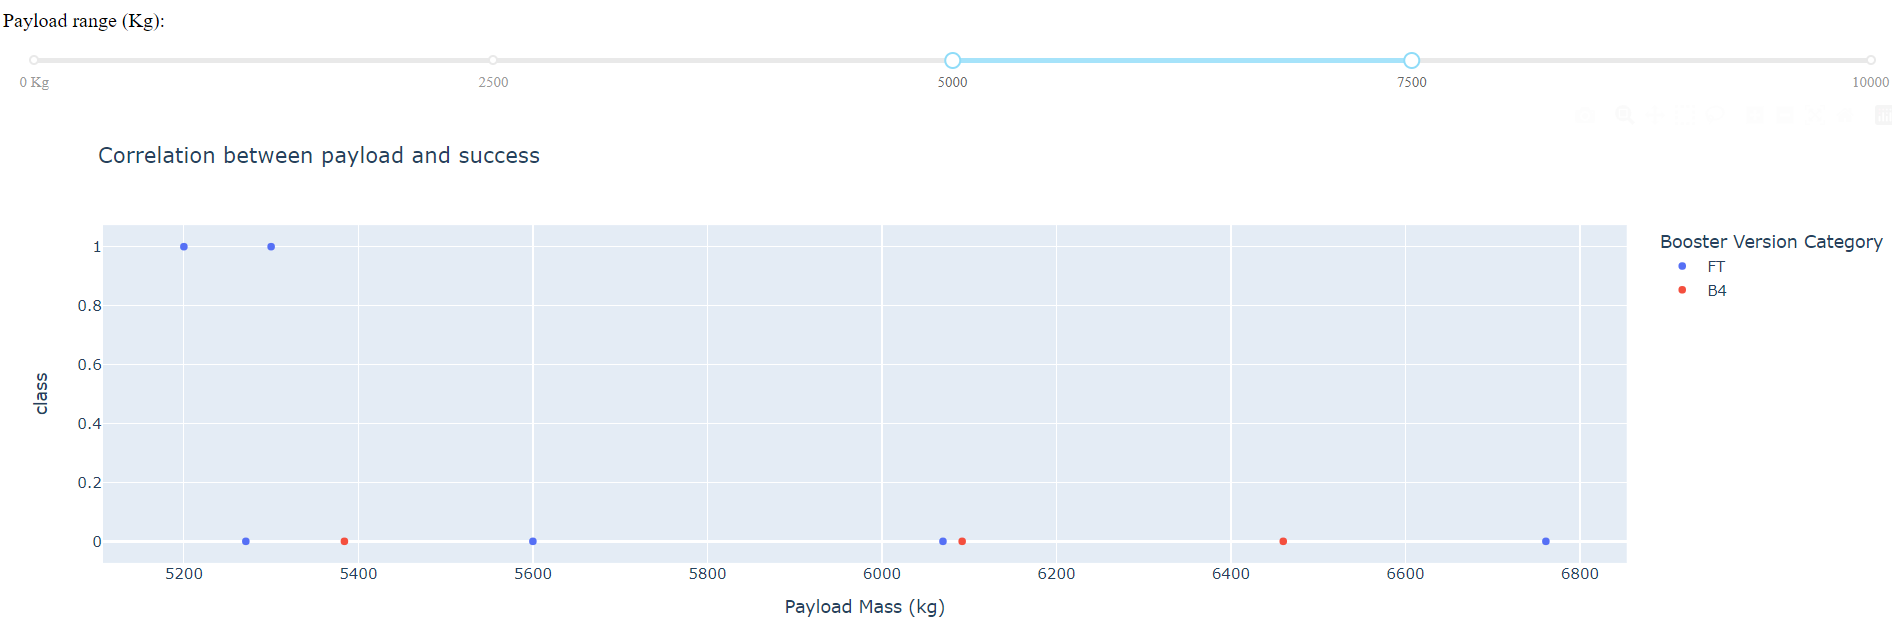 Payload range (Kg):
0 Kg 2500 5000 7500 10000
Correlation between payload and success
Booster Version Category
FT
B4
class
1
0.8
0.6
0.4
0.2
0
5200 5400 5600 5800 6000 6200 6400 6600 6800
Payload Mass (kg)